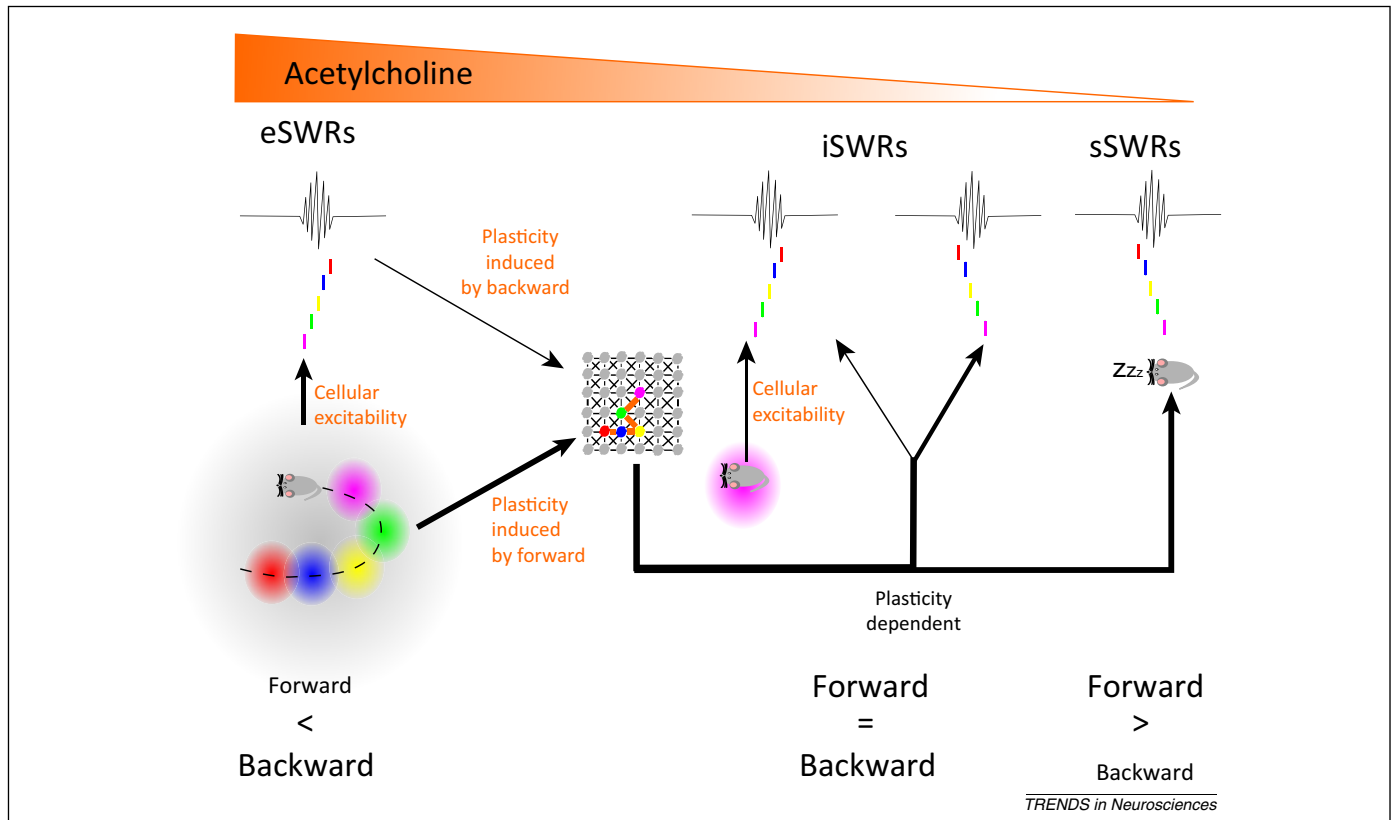 Acetylcholine
eSWRs
iSWRs
sSWRs
Plasticity
induced
by backward
Cellular
excitability
Cellular
excitability
Zzz
Plasticity
induced
by forward
Plasticity
dependent
Forward
<
Backward
Forward
=
Backward
Forward
>
Backward
TRENDS in Neurosciences